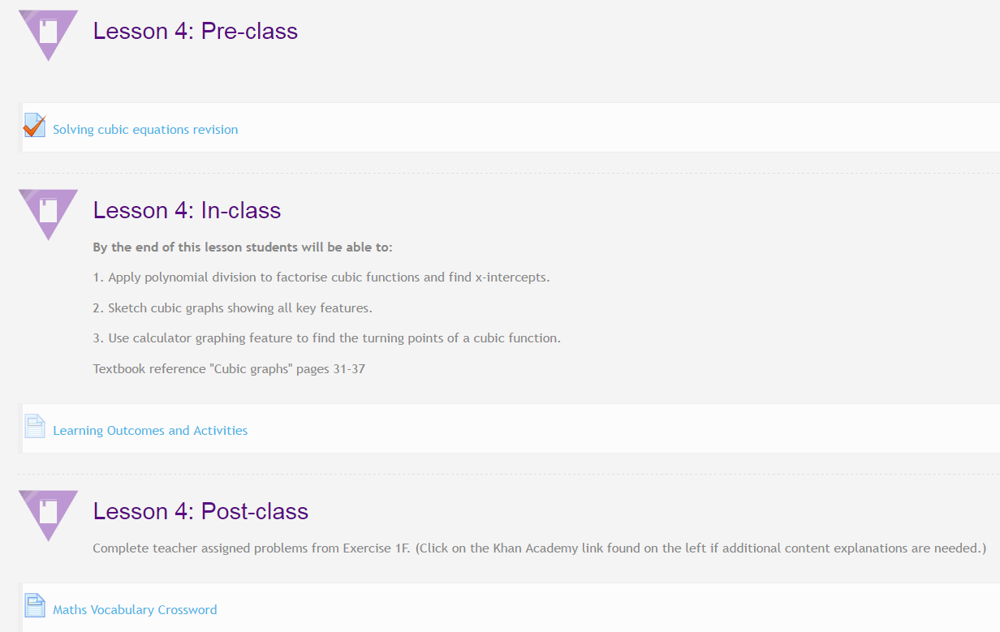 Lesson 4: Pre-class
Solving cubic equations revision
Lesson 4: In-class
By the end of this lesson students will be able to:
1. Apply polynomial division to factorise cubic functions and find x-intercepts.
2. Sketch cubic graphs showing all key features.
3. Use calculator graphing feature to find the turning points of a cubic function.
Textbook reference "Cubic graphs" pages 31-37
Learning Outcomes and Activities
Lesson 4: Post-class
Complete teacher assigned problems from Exercise 1F. (Click on the Khan Academy link found on the left if additional content explanations are needed.)
Maths Vocabulary Crossword